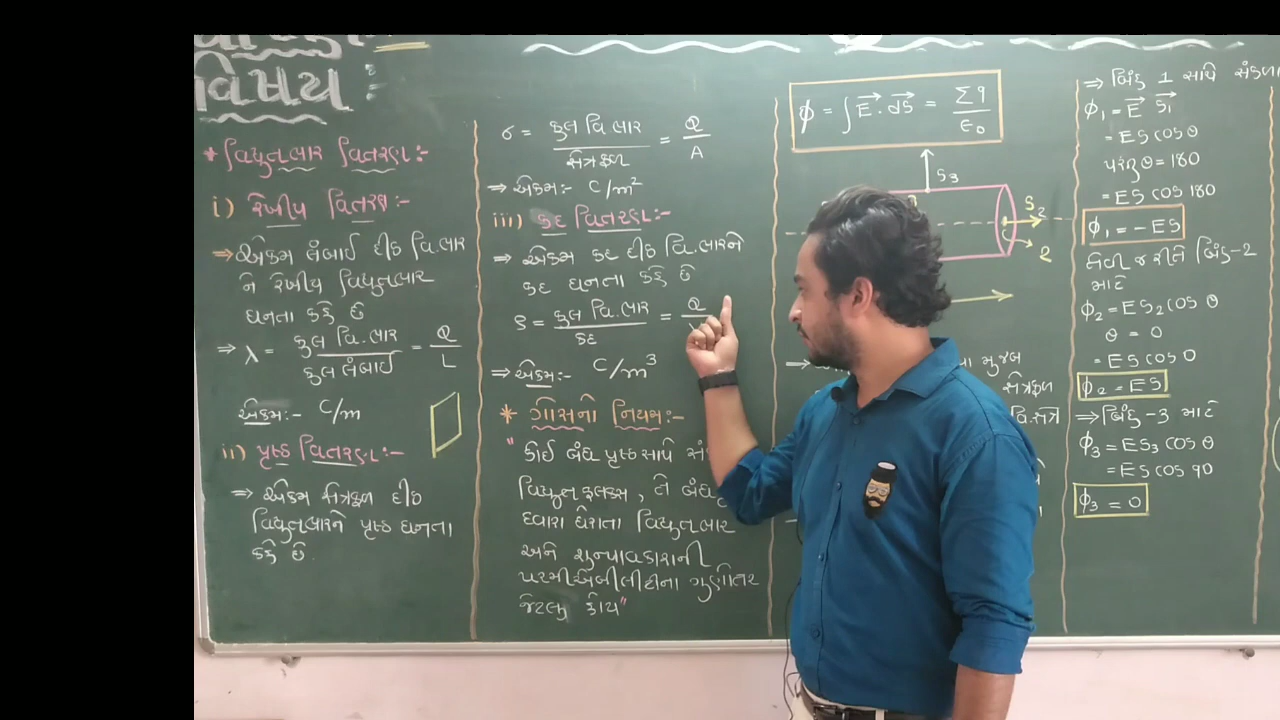 વિષય :
* વિદ્યુતભાર વિતરણ :-
i) રેખીય વિતરણ :-
⇒ એકમ લંબાઈ દીઠ વિ.ભાર
ને રેખીય વિદ્યુતભાર
ઘનતા કહે છે
⇒ λ = કુલ વિ.ભાર / કુલ લંબાઈ = Q / L
એકમ :- C/m
ii) પૃષ્ઠ વિતરણ :-
⇒ એકમ ક્ષેત્રફળ દીઠ
વિદ્યુતભારને પૃષ્ઠ ઘનતા
કહે છે.
σ = કુલ વિ.ભાર / ક્ષેત્રફળ = Q / A
⇒ એકમ :- C/m²
iii) કદ વિતરણ :-
⇒ એકમ કદ દીઠ વિ.ભારને
કદ ઘનતા કહે છે
ρ = કુલ વિ.ભાર / કદ = Q
⇒ એકમ :- C/m³
* ગૌસનો નિયમ :-
" કોઈ બંધ પૃષ્ઠ સાથે
વિદ્યુત ફ્લક્સ, તે બંધ
દ્વારા ઘેરાતા વિદ્યુતભાર
અને શુન્યાવકાશની
પરમીએબીલીટીના ગુણોતર
જેટલુ હોય"
ϕ = ∫ E⃗ . dS⃗ = Σq / ε₀
S₃
S₂
2
મુજબ
ક્ષેત્રફળ
વિ.ક્ષેત્ર
⇒ બિંદુ 1 સાથે
ϕ₁ = E⃗ S⃗₁
= ES cos θ
પરંતુ θ = 180
= ES cos 180
ϕ₁ = - ES
તેવી જ રીતે બિંદુ-2
માટે
ϕ₂ = ES₂ cos θ
θ = 0
= ES cos 0
ϕ₂ = ES
⇒ બિંદુ-3 માટે
ϕ₃ = ES₃ cos θ
= ES cos 90
ϕ₃ = 0